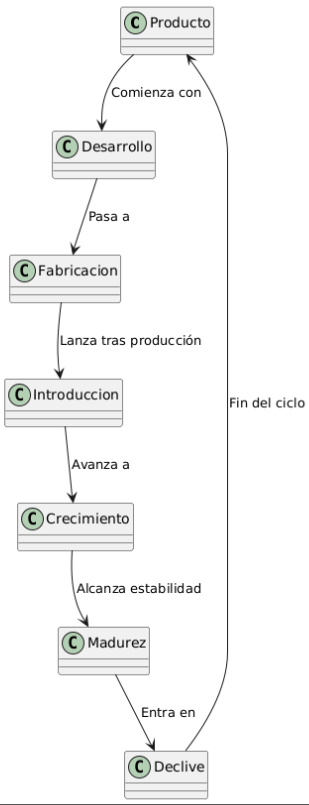 C Producto
Comienza con
C Desarrollo
Pasa a
C Fabricacion
Lanza tras producción
C Introduccion
Avanza a
C Crecimiento
Fin del ciclo
Alcanza estabilidad
C Madurez
Entra en
C Declive